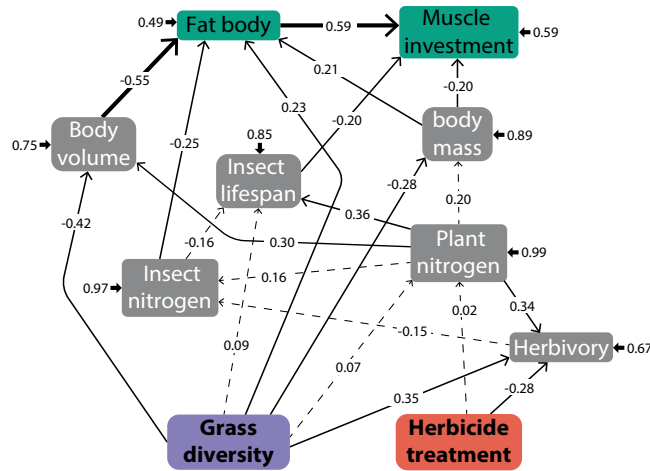 0.49
Fat body
0.59
Muscle
investment
0.59
-0.55
0.21
-0.20
0.23
-0.20
0.75
Body
volume
-0.25
0.85
Insect
lifespan
body
mass
0.89
-0.28
0.20
-0.42
0.36
-0.16
0.30
Plant
nitrogen
0.99
0.97
Insect
nitrogen
0.16
0.34
0.02
-0.15
0.09
0.07
Herbivory
0.67
0.35
-0.28
Grass
diversity
Herbicide
treatment